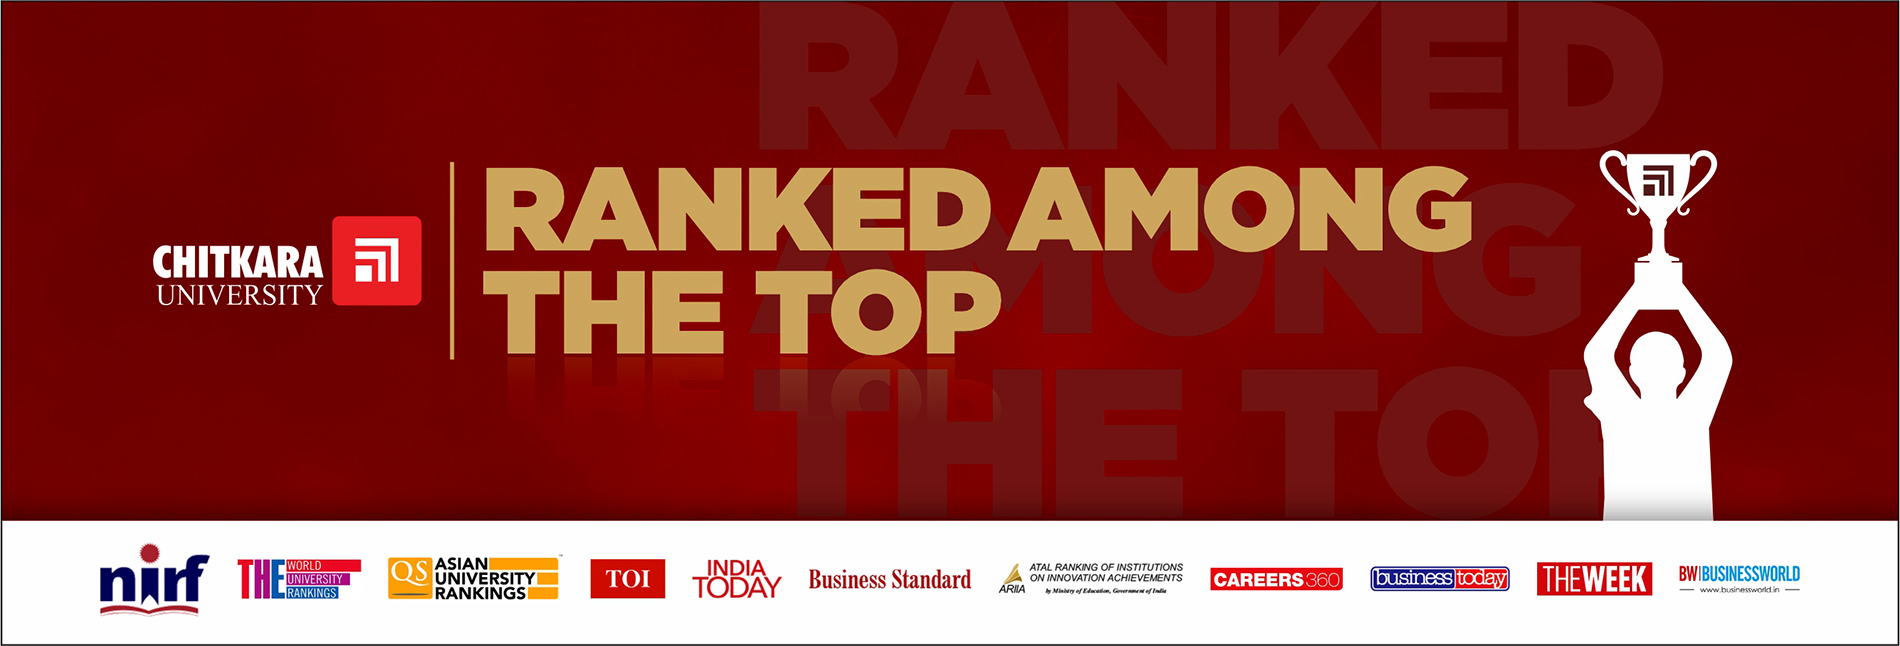 RANKED
AMONG
THE TOP
CHITKARA
UNIVERSITY
RANKED AMONG
THE TOP
nirf
THE WORLD
UNIVERSITY
RANKINGS
QS ASIAN
UNIVERSITY
RANKINGS
™
TOI
INDIA
TODAY
Business Standard
ARIIA
ATAL RANKING OF INSTITUTIONS
ON INNOVATION ACHIEVEMENTS
by Ministry of Education, Government of India
CAREERS360
business today
THE WEEK
BW|BUSINESSWORLD
www.businessworld.in